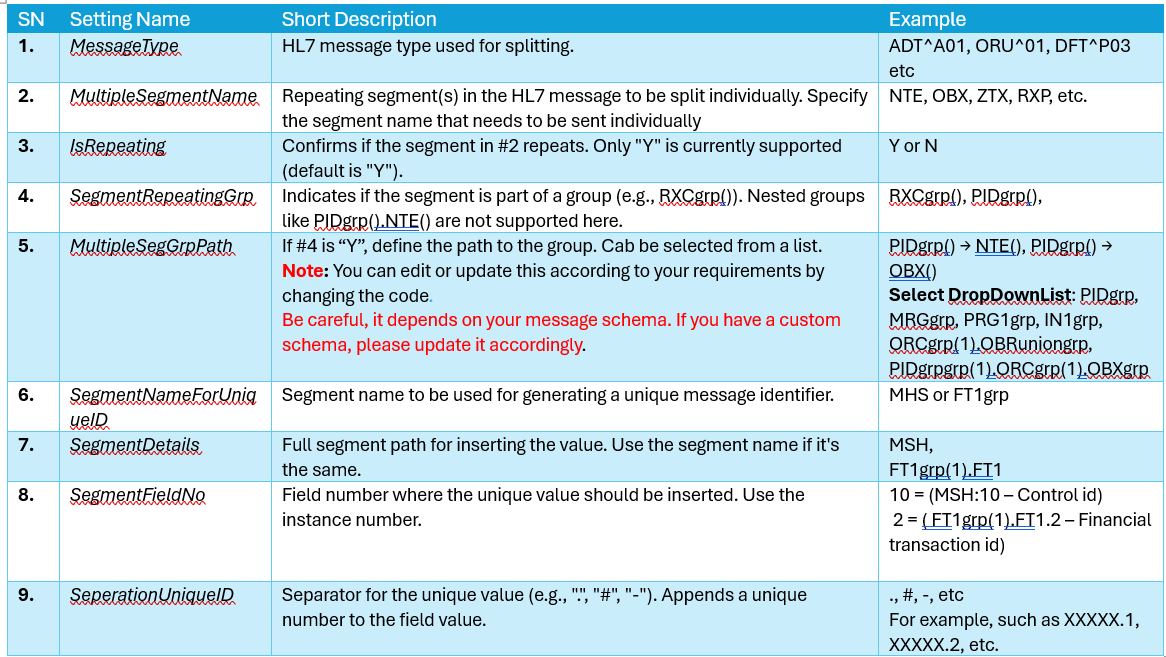 SN Setting Name Short Description Example
1. MessageType HL7 message type used for splitting. ADT^A01, ORU^01, DFT^P03
etc
2. MultipleSegmentName Repeating segment(s) in the HL7 message to be split individually. Specify NTE, OBX, ZTX, RXP, etc.
the segment name that needs to be sent individually
3. IsRepeating Confirms if the segment in #2 repeats. Only "Y" is currently supported Y or N
(default is "Y").
4. SegmentRepeatingGrp Indicates if the segment is part of a group (e.g., RXCgrp()). Nested groups RXCgrp(), PIDgrp(),
like PIDgrp().NTE() are not supported here.
5. MultipleSegGrpPath If #4 is “Y”, define the path to the group. Cab be selected from a list. PIDgrp() → NTE(), PIDgrp() →
Note: You can edit or update this according to your requirements by OBX()
changing the code. Select DropDownList: PIDgrp,
Be careful, it depends on your message schema. If you have a custom MRGgrp, PRG1grp, IN1grp,
schema, please update it accordingly. ORCgrp(1).OBRuniongrp,
PIDgrpgrp(1).ORCgrp(1).OBXgrp
6. SegmentNameForUniq Segment name to be used for generating a unique message identifier. MHS or FT1grp
ueID
7. SegmentDetails Full segment path for inserting the value. Use the segment name if it's MSH,
the same. FT1grp(1).FT1
8. SegmentFieldNo Field number where the unique value should be inserted. Use the 10 = (MSH:10 – Control id)
instance number. 2 = ( FT1grp(1).FT1.2 – Financial
transaction id)
9. SeperationUniqueID Separator for the unique value (e.g., ".", "#", "-"). Appends a unique ., #, -, etc
number to the field value. For example, such as XXXXX.1,
XXXXX.2, etc.